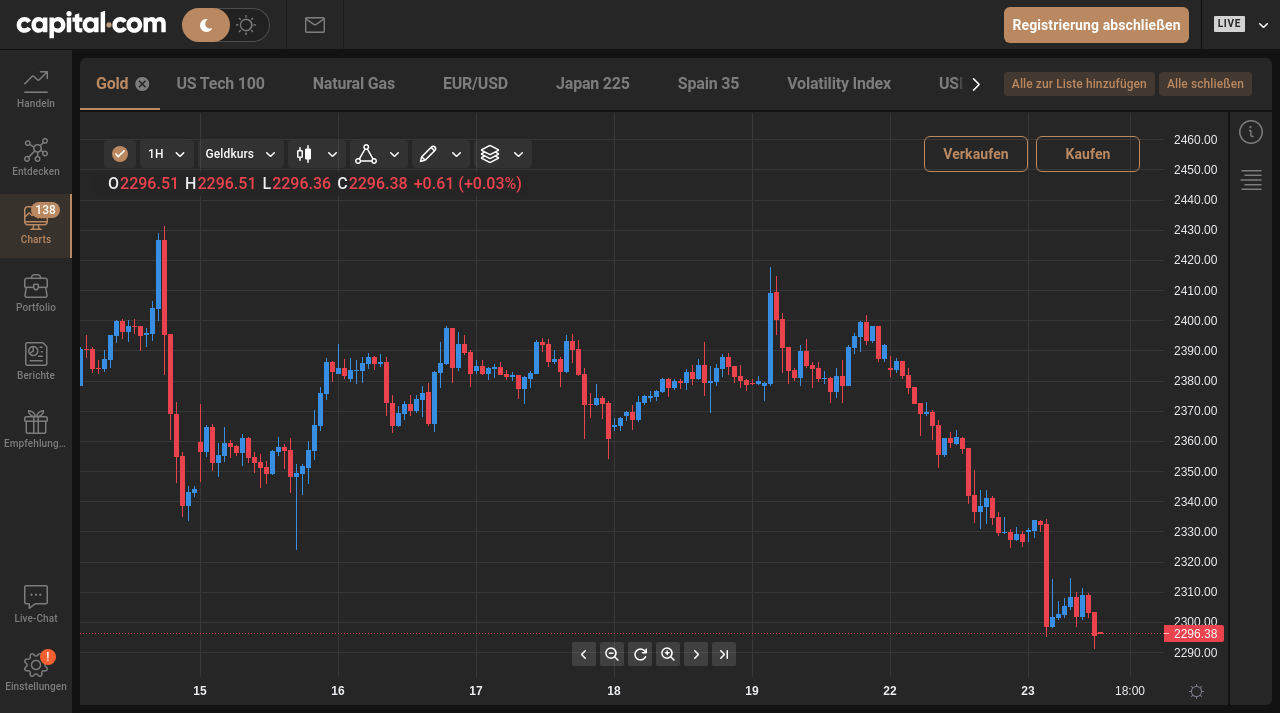 capital.com
Registrierung abschließen
LIVE
Handeln
Entdecken
138
Charts
Portfolio
Berichte
Empfehlung...
Live-Chat
!
Einstellungen
Gold US Tech 100 Natural Gas EUR/USD Japan 225 Spain 35 Volatility Index
Alle zur Liste hinzufügen Alle schließen
1H Geldkurs
Verkaufen Kaufen
O2296.51 H2296.51 L2296.36 C2296.38 +0.61 (+0.03%)
2460.00
2450.00
2440.00
2430.00
2420.00
2410.00
2400.00
2390.00
2380.00
2370.00
2360.00
2350.00
2340.00
2330.00
2320.00
2310.00
2300.00
2296.38
2290.00
15 16 17 18 19 22 23 18:00